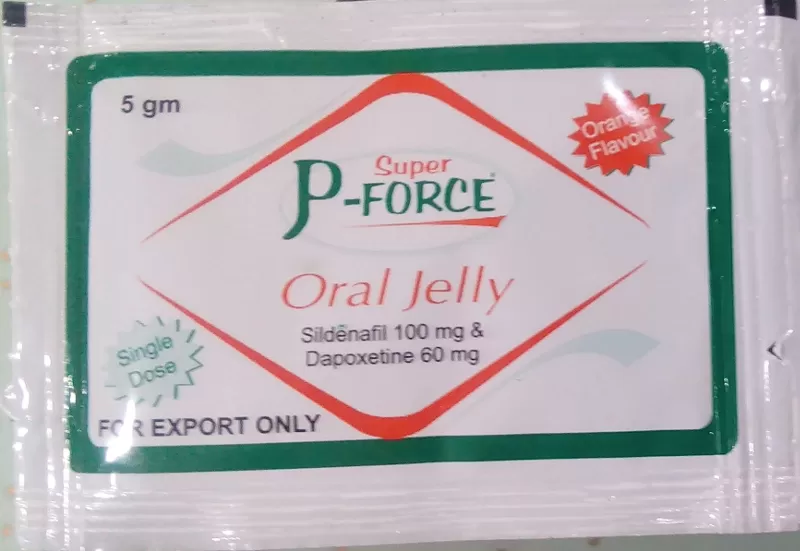 5 gm
Orange
Flavour
Super
P-FORCE
Oral Jelly
Sildenafil 100 mg &
Dapoxetine 60 mg
Single
Dose
FOR EXPORT ONLY